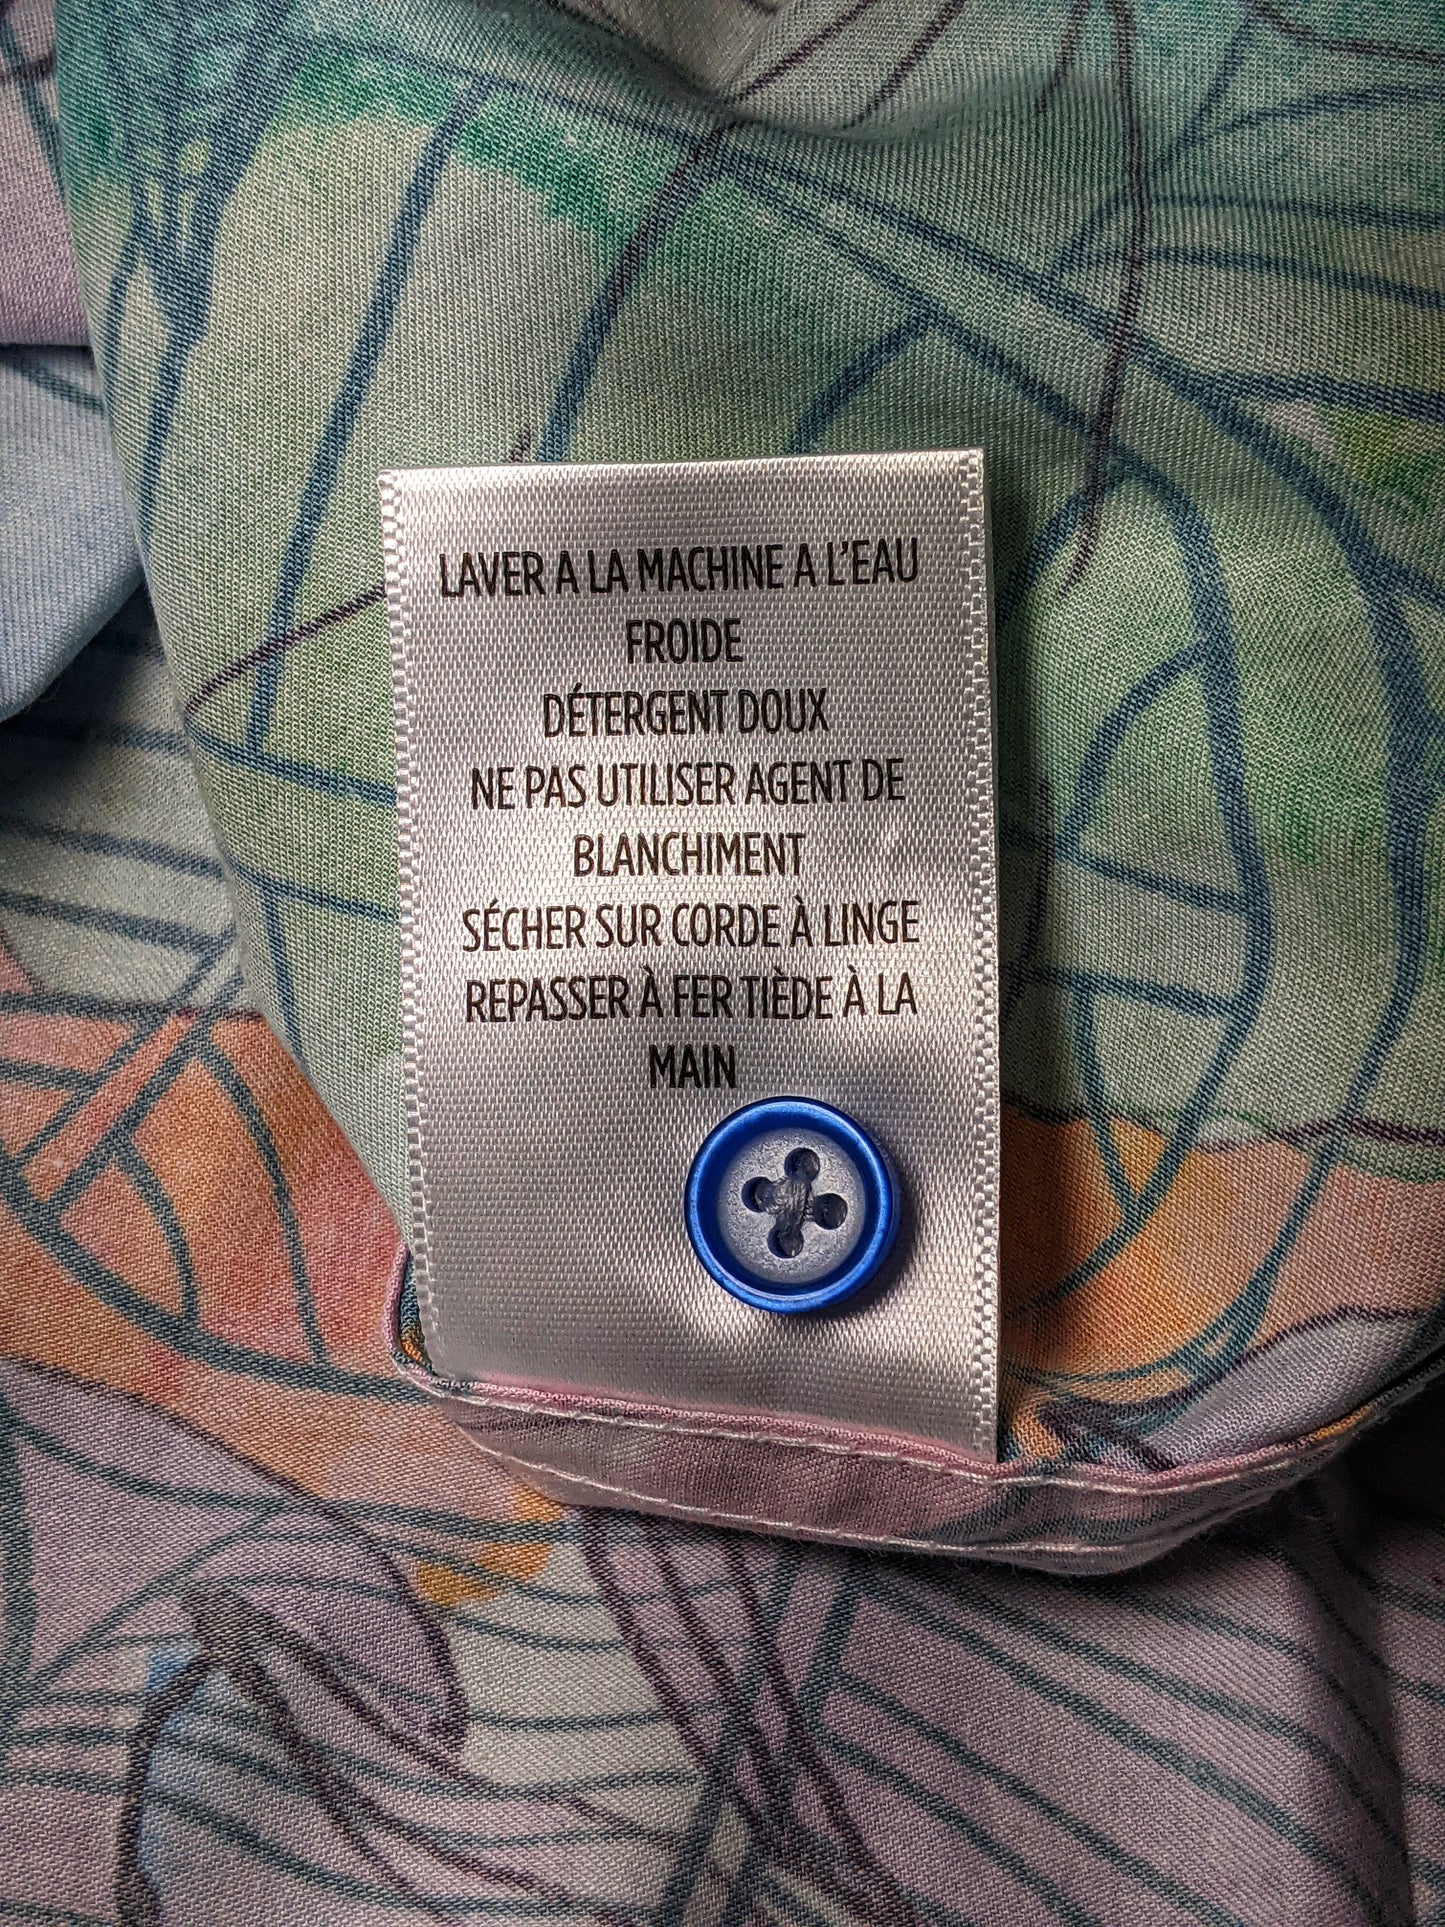 LAVER A LA MACHINE A L'EAU
FROIDE
DÉTERGENT DOUX
NE PAS UTILISER AGENT DE
BLANCHIMENT
SÉCHER SUR CORDE À LINGE
REPASSER À FER TIÈDE À LA
MAIN